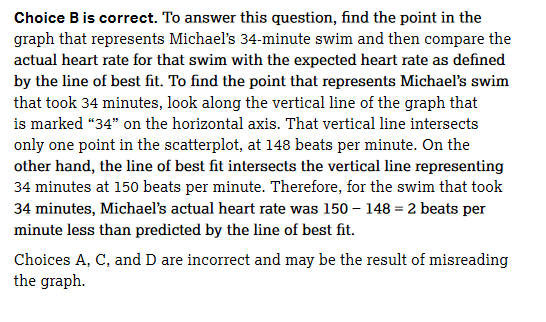 Choice B is correct. To answer this question, find the point in the
graph that represents Michael’s 34-minute swim and then compare the
actual heart rate for that swim with the expected heart rate as defined
by the line of best fit. To find the point that represents Michael’s swim
that took 34 minutes, look along the vertical line of the graph that
is marked “34” on the horizontal axis. That vertical line intersects
only one point in the scatterplot, at 148 beats per minute. On the
other hand, the line of best fit intersects the vertical line representing
34 minutes at 150 beats per minute. Therefore, for the swim that took
34 minutes, Michael’s actual heart rate was 150 − 148 = 2 beats per
minute less than predicted by the line of best fit.
Choices A, C, and D are incorrect and may be the result of misreading
the graph.